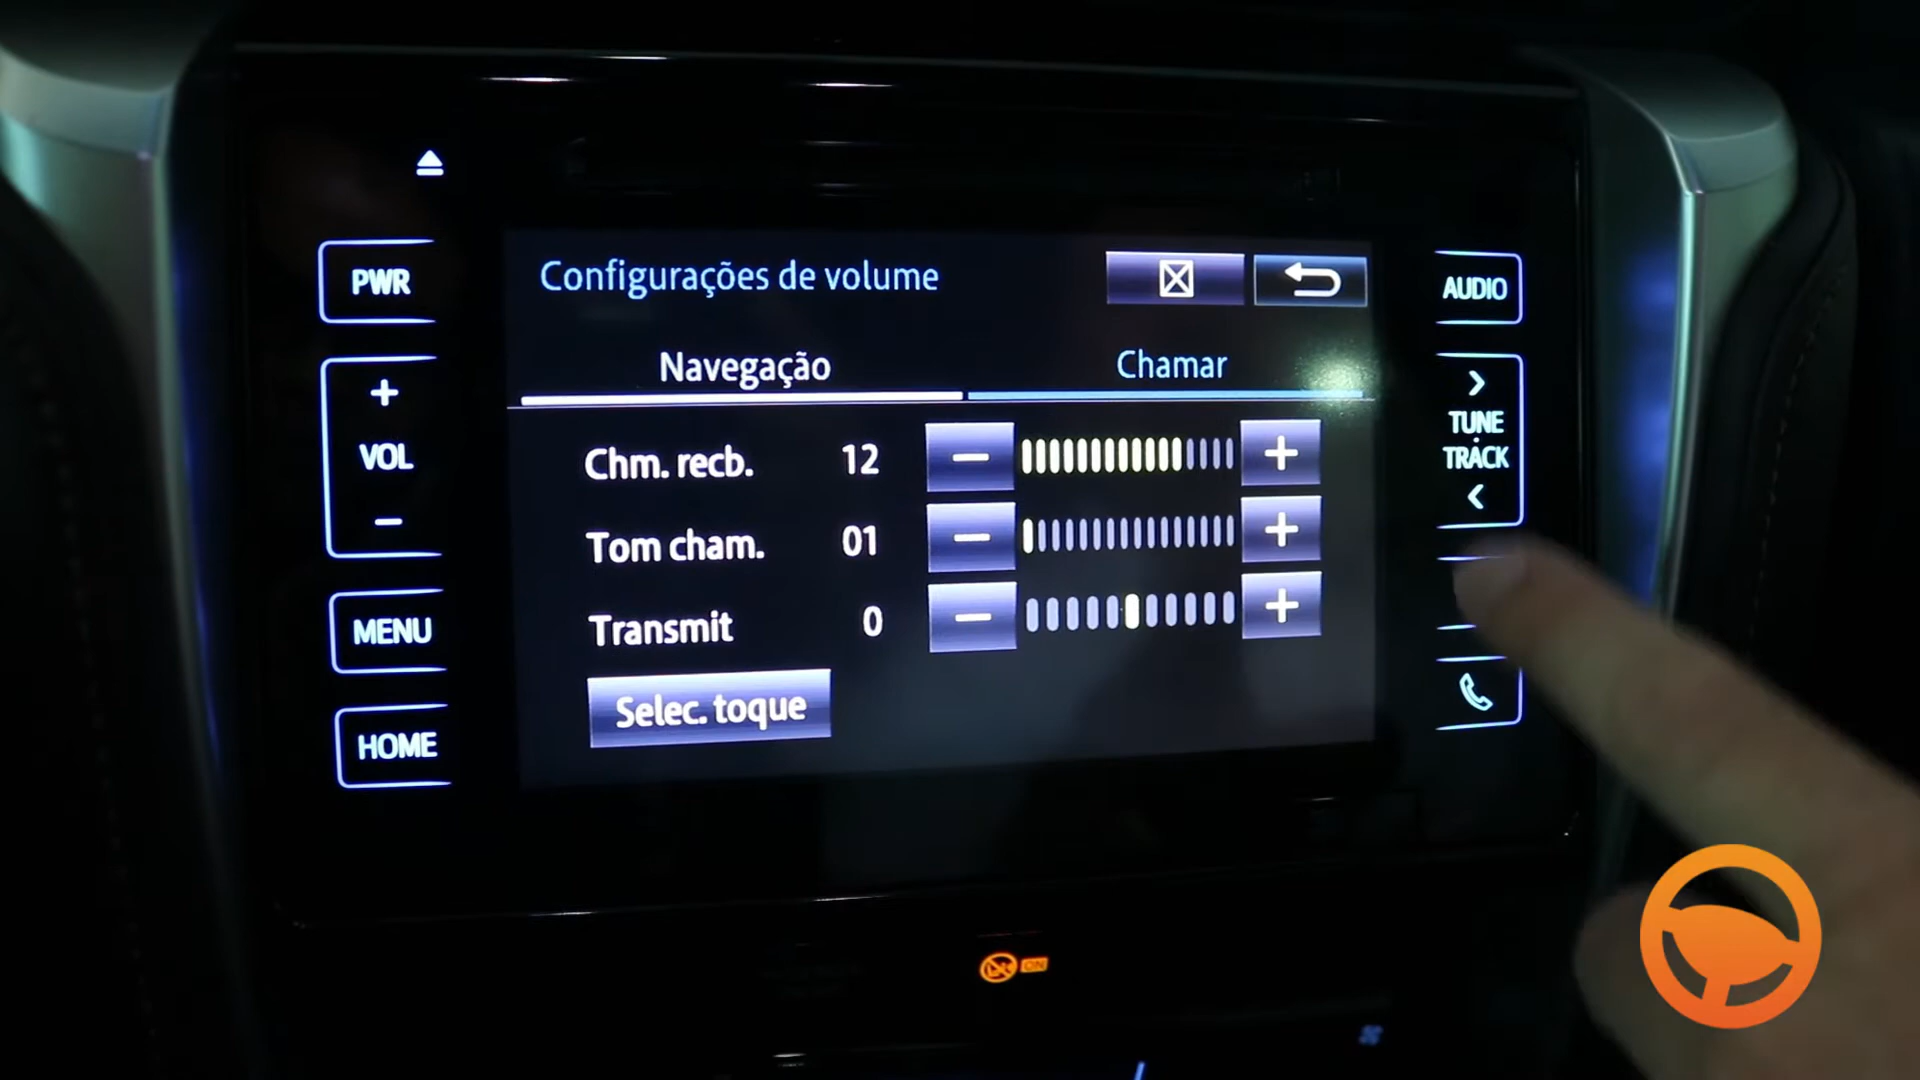 PWR
+
VOL
−
MENU
HOME
Configurações de volume
Navegação
Chamar
Chm. recb. 12 − +
Tom cham. 01 − +
Transmit 0 − +
Selec. toque
AUDIO
>
TUNE
·
TRACK
<
ON